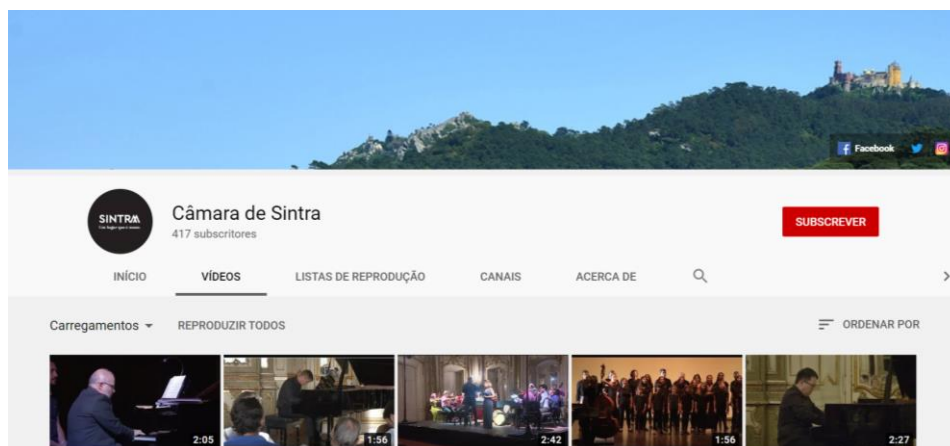 Facebook
SINTRA
Câmara de Sintra
417 subscritores
SUBSCREVER
INÍCIO VÍDEOS LISTAS DE REPRODUÇÃO CANAIS ACERCA DE
Carregamentos REPRODUZIR TODOS ORDENAR POR
2:05 1:56 2:42 1:56 2:27